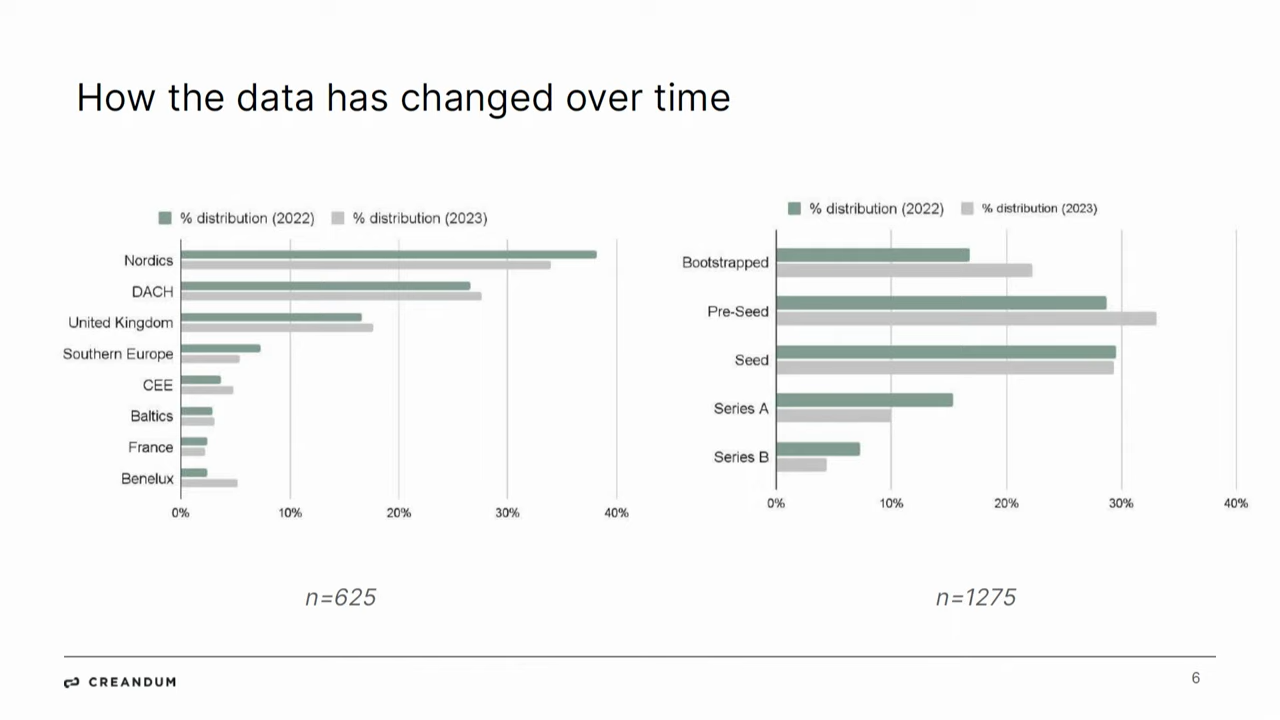 How the data has changed over time
% distribution (2022) % distribution (2023)
Nordics
DACH
United Kingdom
Southern Europe
CEE
Baltics
France
Benelux
0% 10% 20% 30% 40%
n=625
% distribution (2022) % distribution (2023)
Bootstrapped
Pre-Seed
Seed
Series A
Series B
0% 10% 20% 30% 40%
n=1275
CREANDUM
6